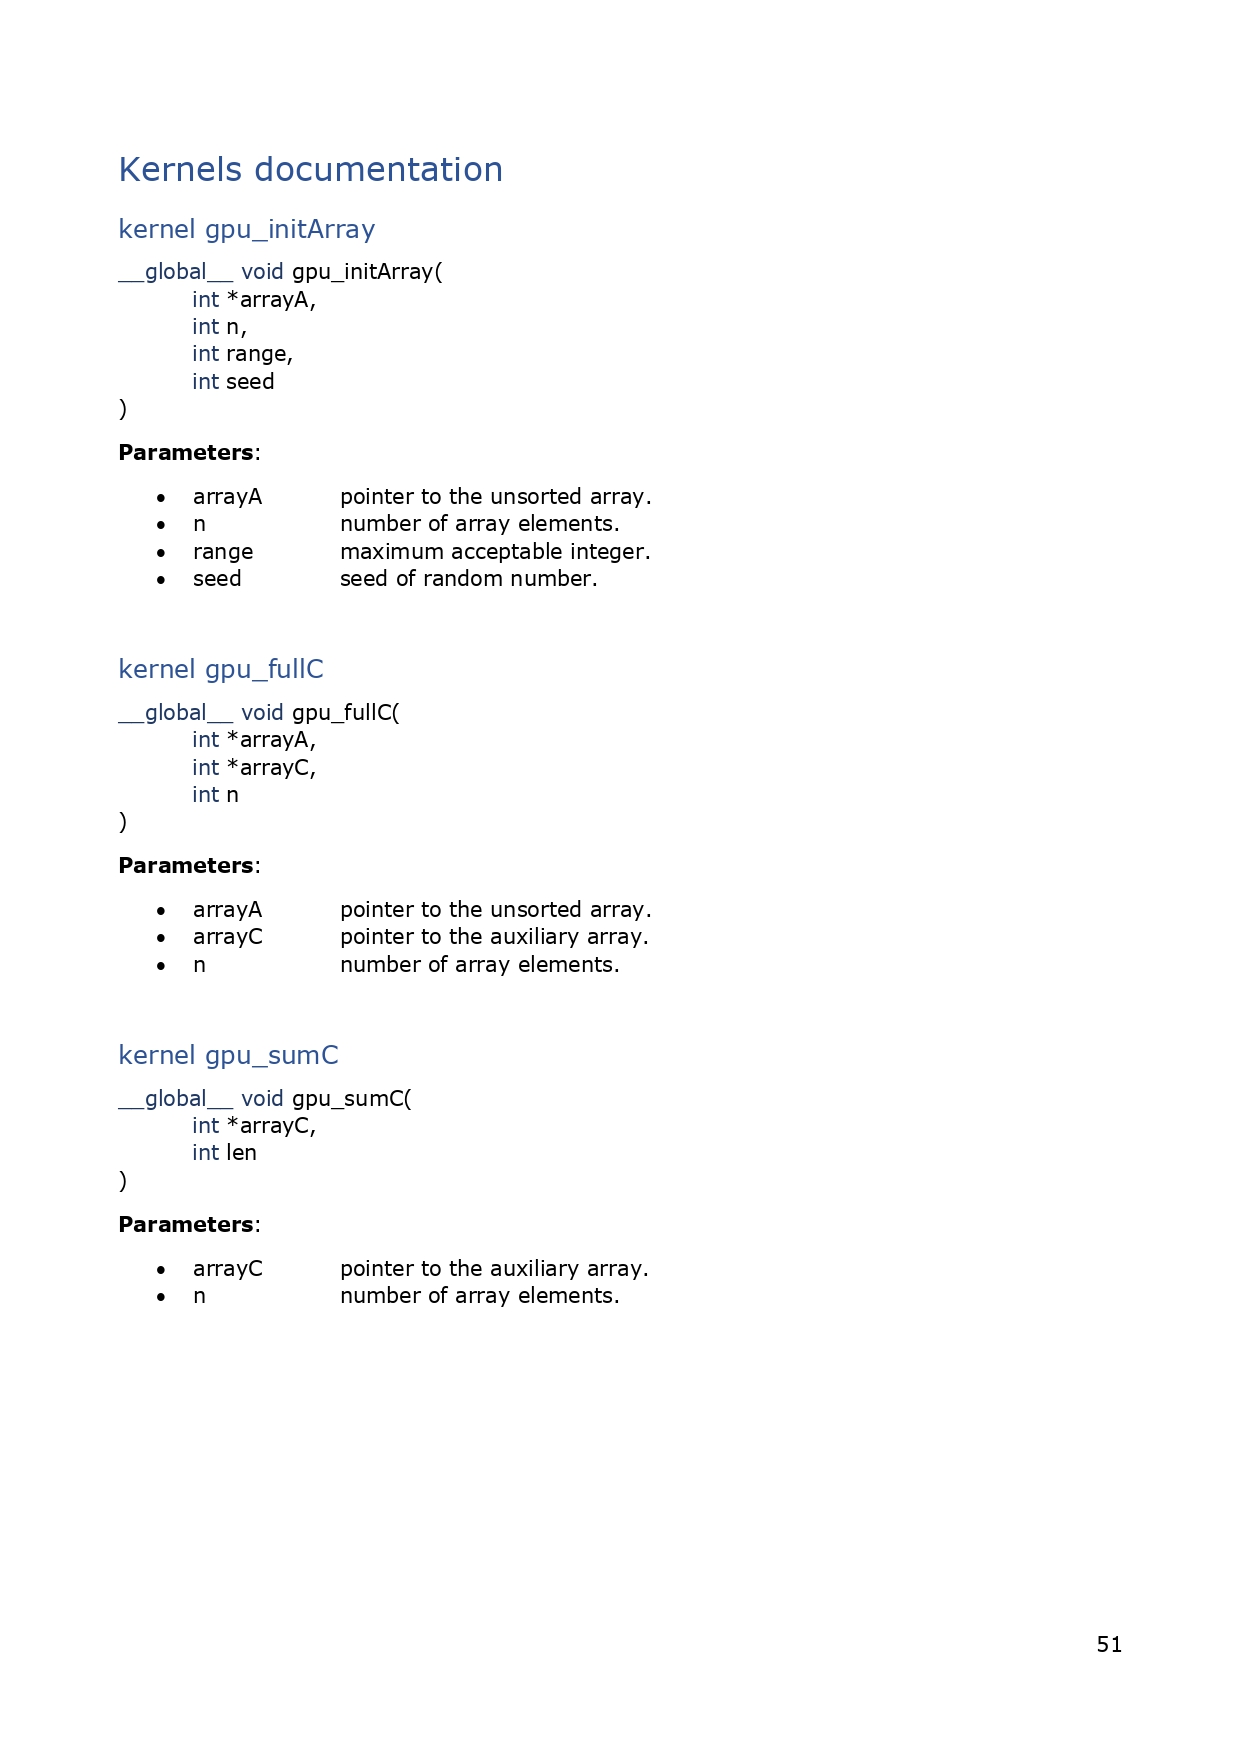 Kernels documentation
kernel gpu_initArray
__global__ void gpu_initArray(
int *arrayA,
int n,
int range,
int seed
)
Parameters:
• arrayA pointer to the unsorted array.
• n number of array elements.
• range maximum acceptable integer.
• seed seed of random number.
kernel gpu_fullC
__global__ void gpu_fullC(
int *arrayA,
int *arrayC,
int n
)
Parameters:
• arrayA pointer to the unsorted array.
• arrayC pointer to the auxiliary array.
• n number of array elements.
kernel gpu_sumC
__global__ void gpu_sumC(
int *arrayC,
int len
)
Parameters:
• arrayC pointer to the auxiliary array.
• n number of array elements.
51